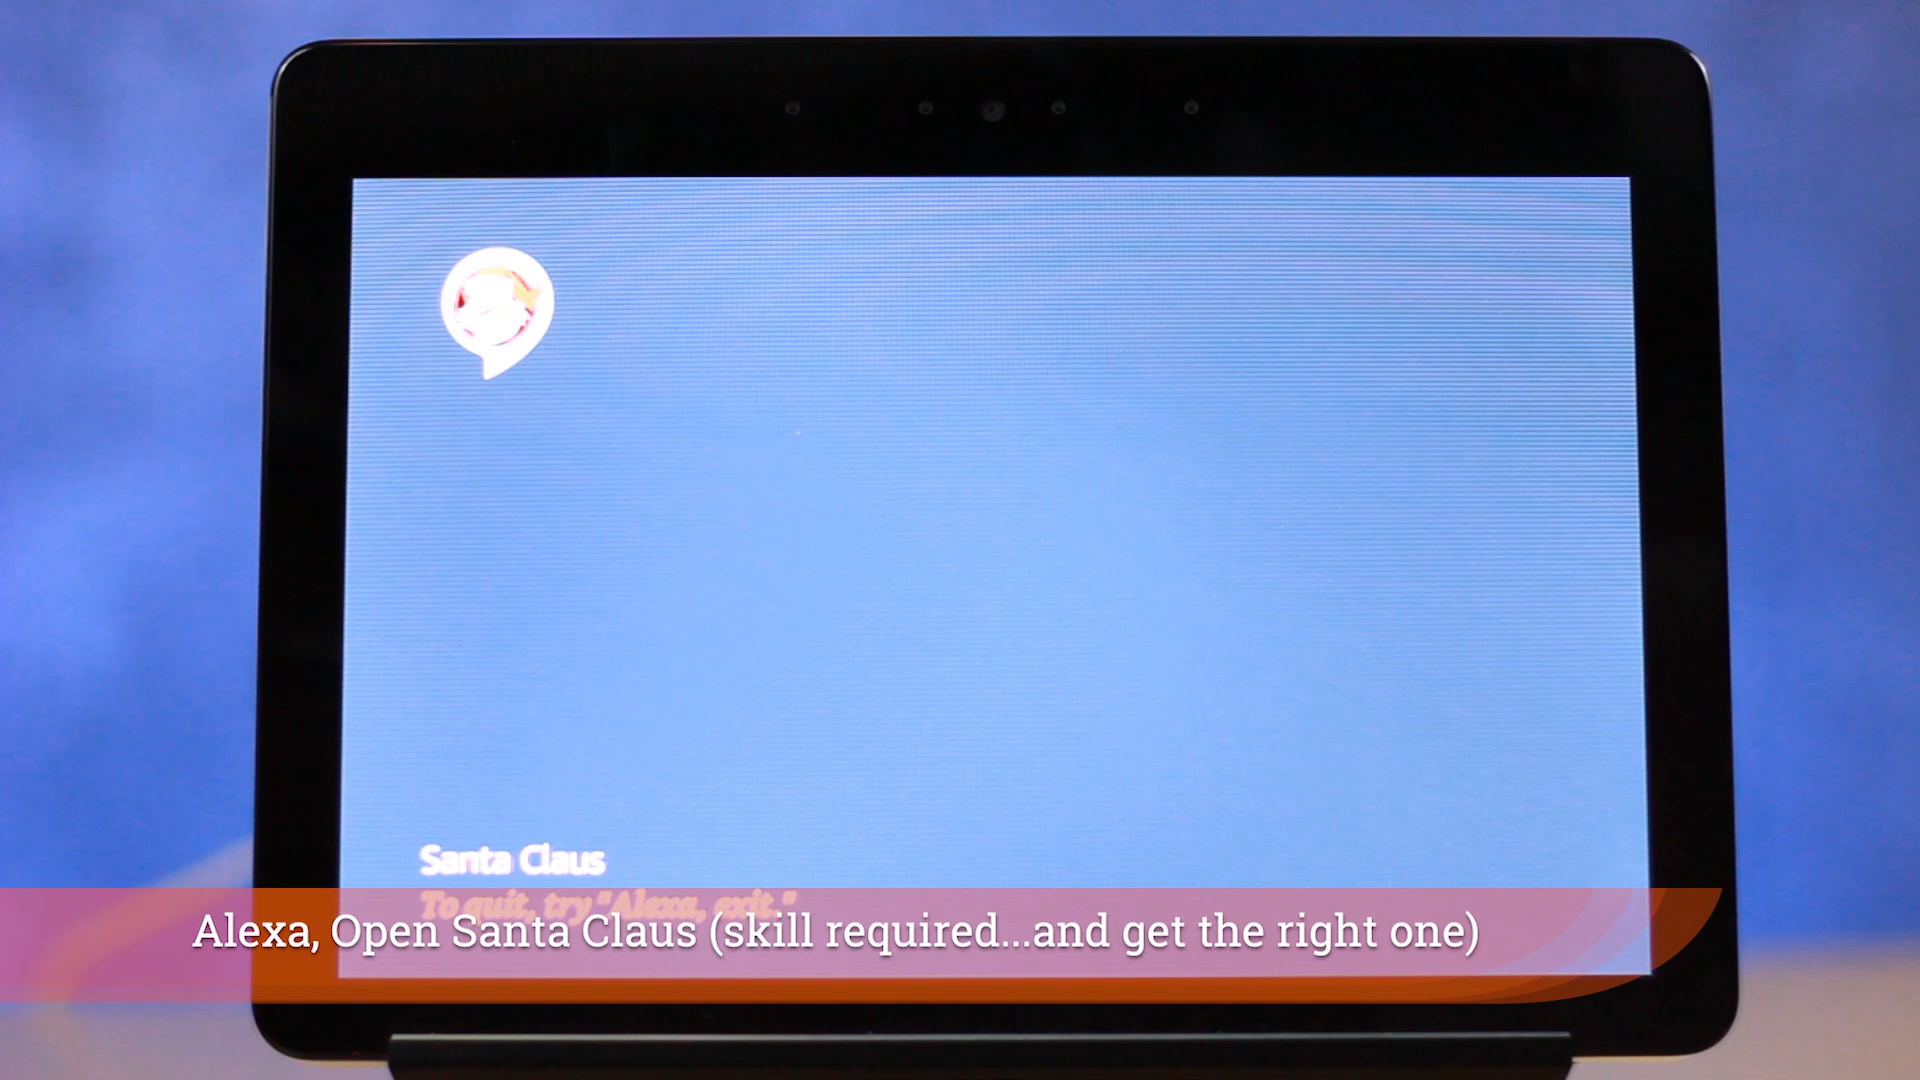 Santa Claus
To quit, try "Alexa, exit."
Alexa, Open Santa Claus (skill required...and get the right one)